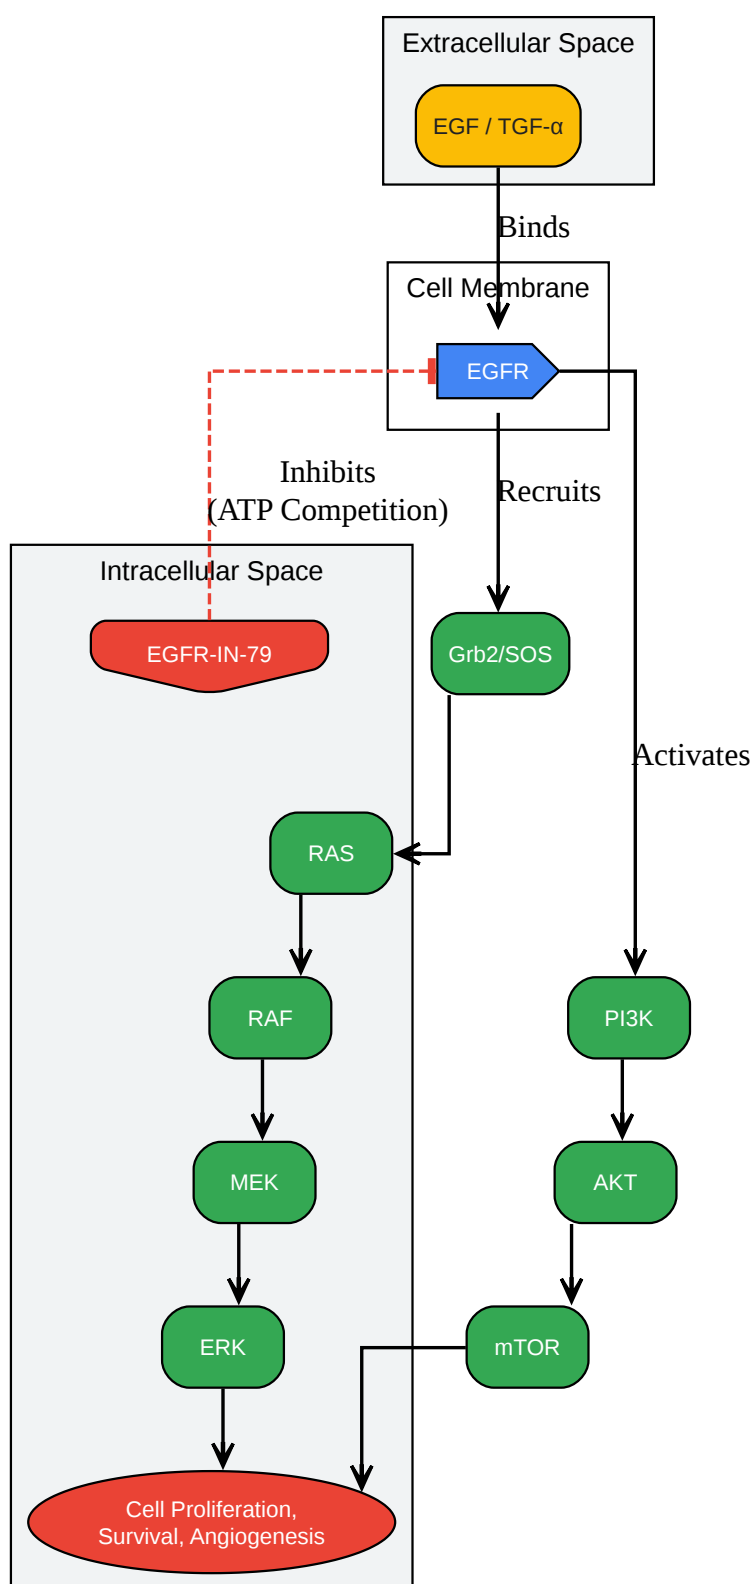 Extracellular Space
EGF / TGF-α
Binds
Cell Membrane
EGFR
Inhibits
(ATP Competition)
Recruits
Intracellular Space
EGFR-IN-79
Grb2/SOS
Activates
RAS
RAF
PI3K
MEK
AKT
ERK
mTOR
Cell Proliferation,
Survival, Angiogenesis